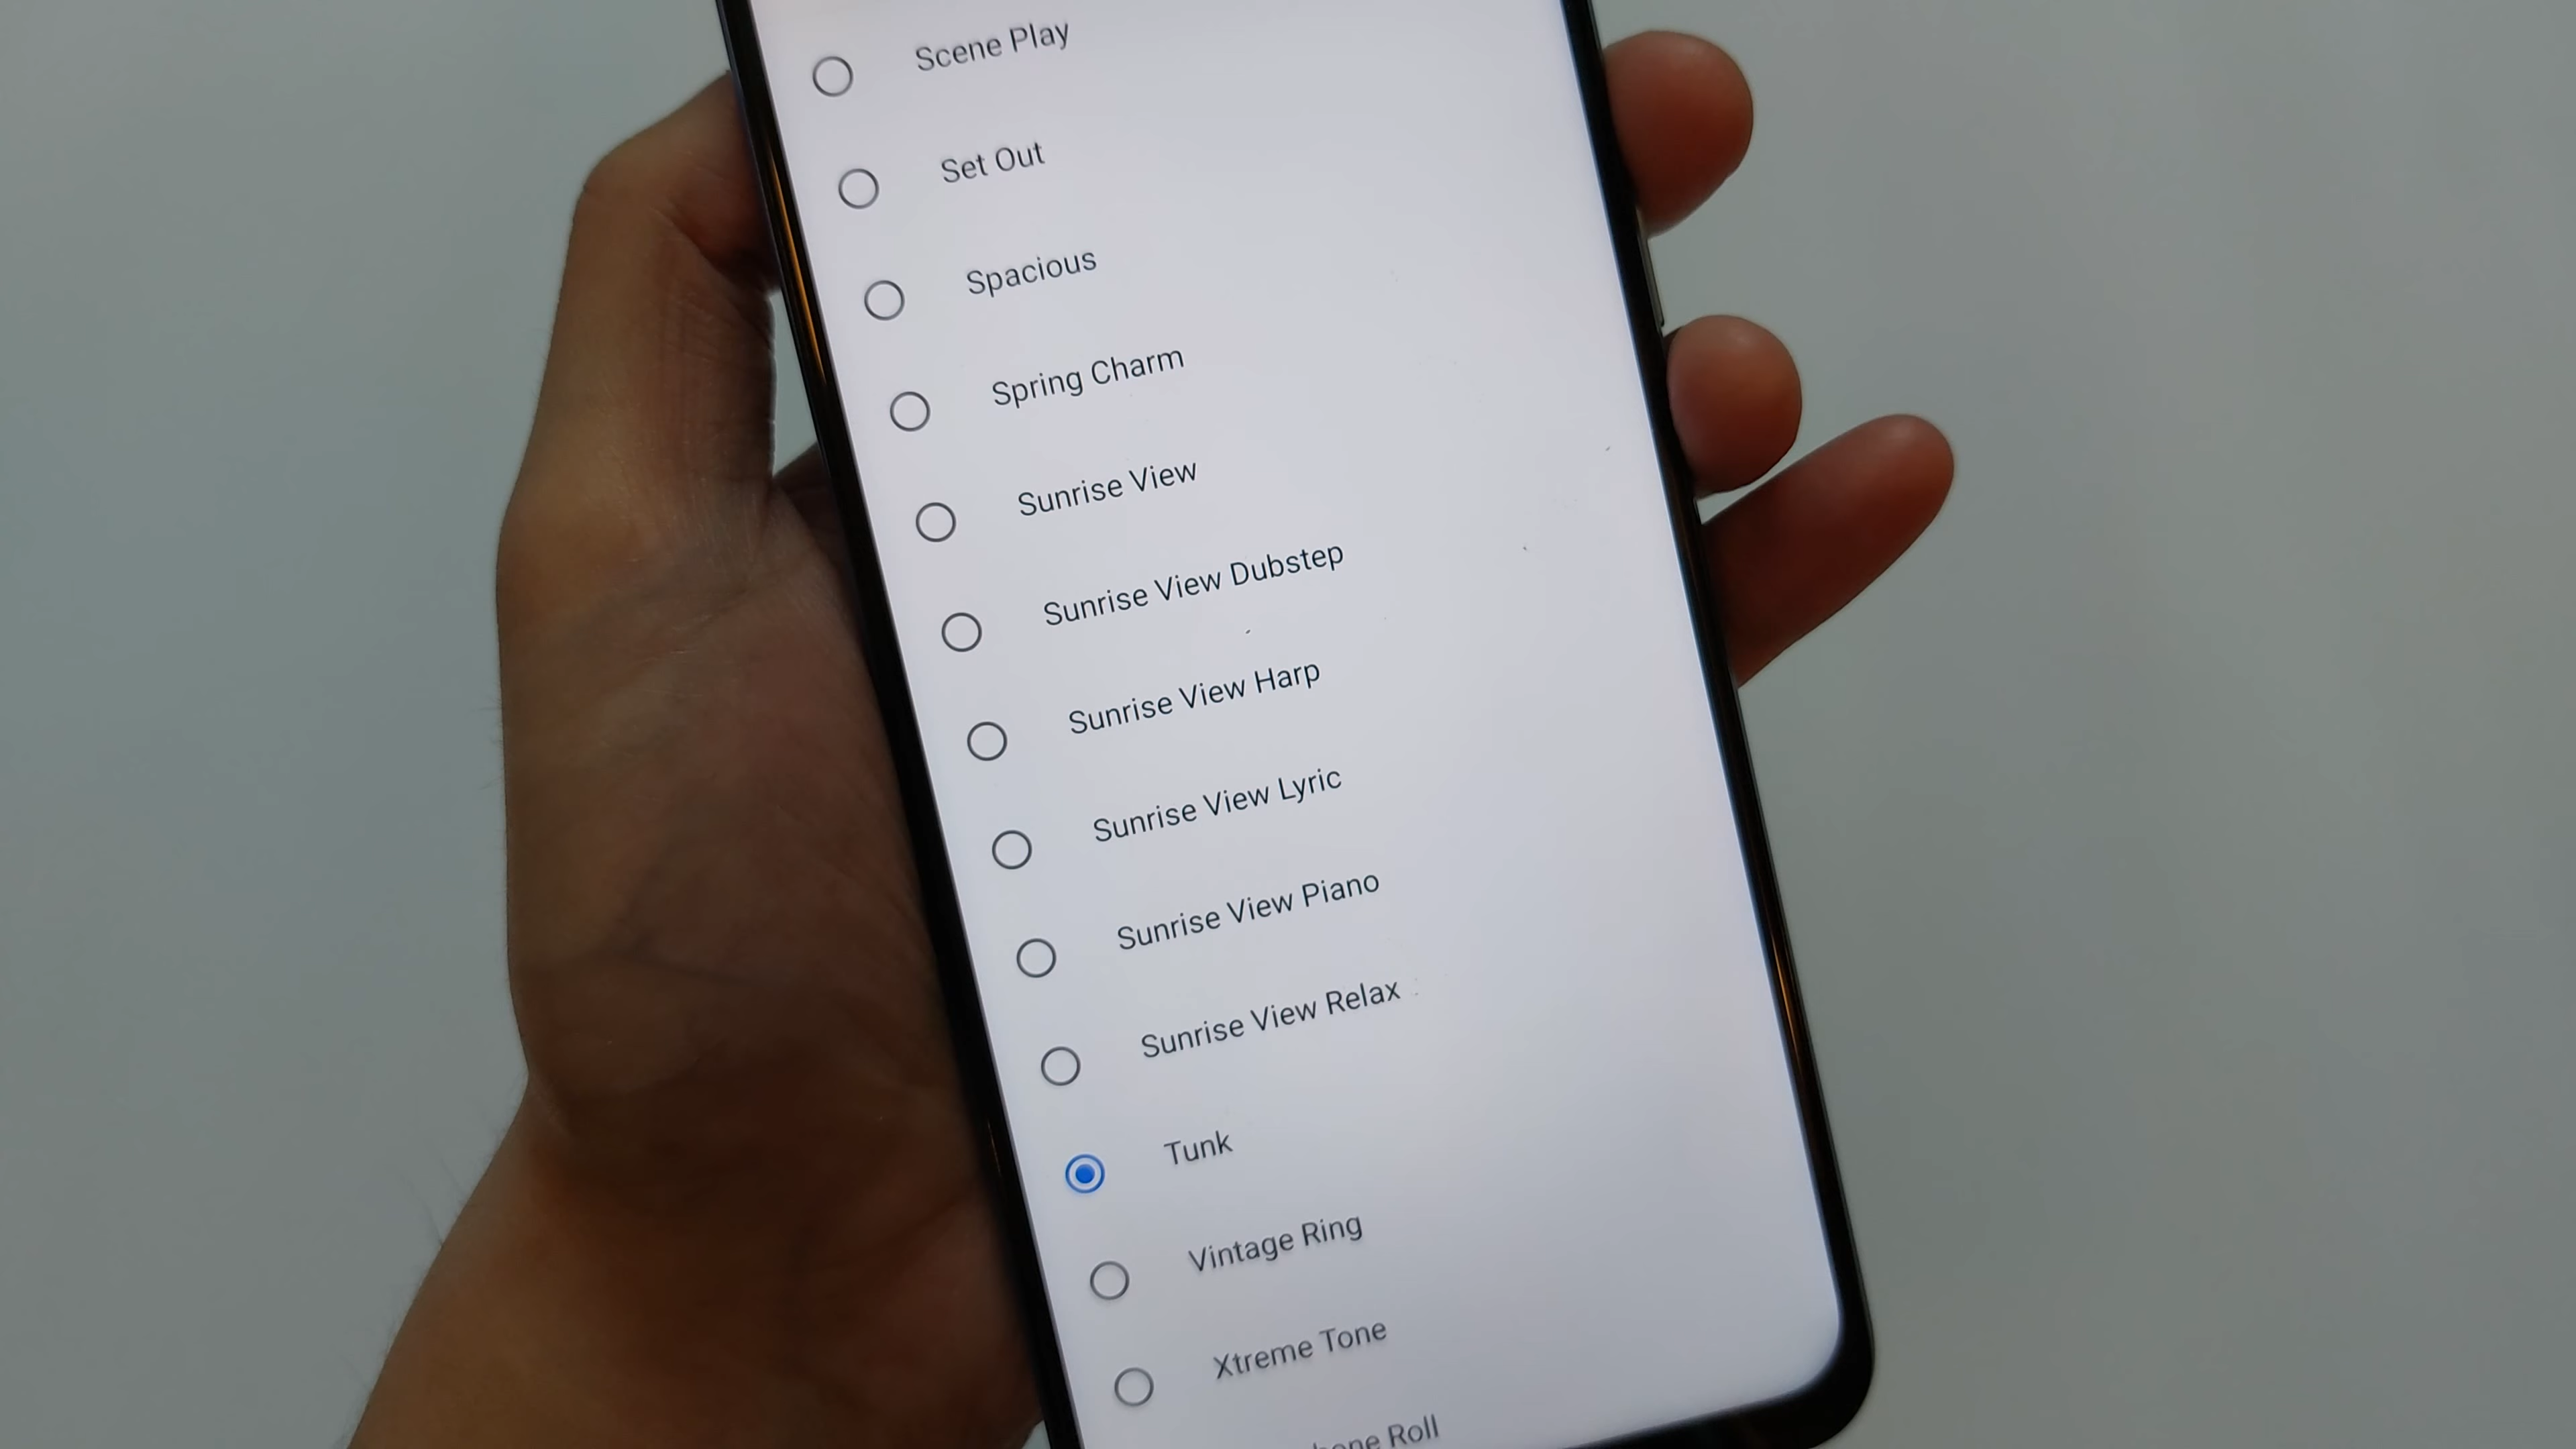 Scene Play
Set Out
Spacious
Spring Charm
Sunrise View
Sunrise View Dubstep
Sunrise View Harp
Sunrise View Lyric
Sunrise View Piano
Sunrise View Relax
Tunk
Vintage Ring
Xtreme Tone
Roll